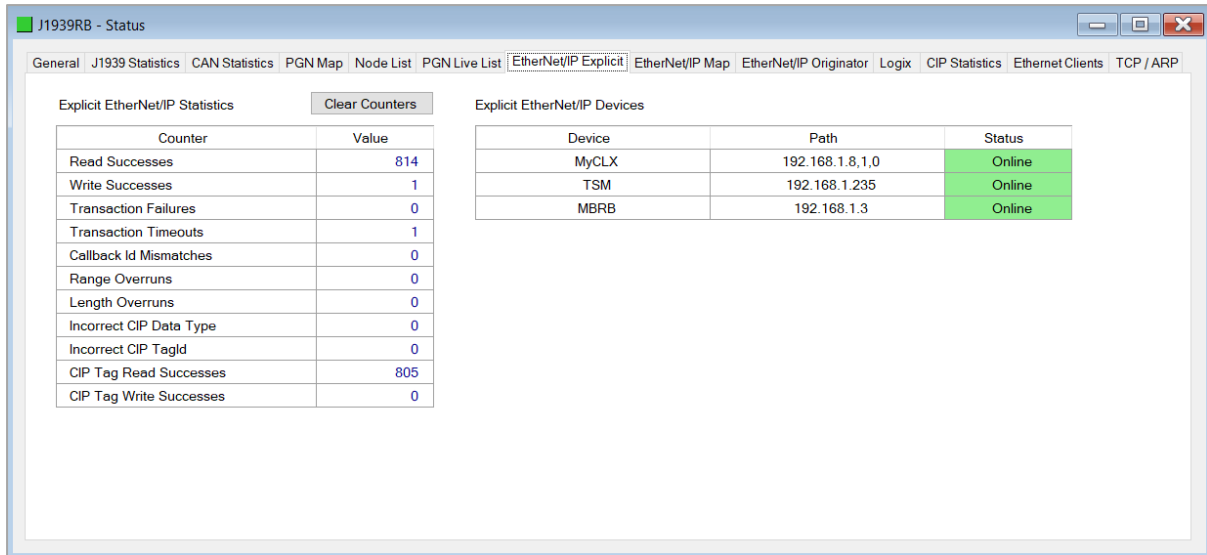 J1939RB - Status
General J1939 Statistics CAN Statistics PGN Map Node List PGN Live List EtherNet/IP Explicit EtherNet/IP Map EtherNet/IP Originator Logix CIP Statistics Ethernet Clients TCP / ARP
Explicit EtherNet/IP Statistics Clear Counters
Counter Value
Read Successes 814
Write Successes 1
Transaction Failures 0
Transaction Timeouts 1
Callback Id Mismatches 0
Range Overruns 0
Length Overruns 0
Incorrect CIP Data Type 0
Incorrect CIP TagId 0
CIP Tag Read Successes 805
CIP Tag Write Successes 0
Explicit EtherNet/IP Devices
Device Path Status
MyCLX 192.168.1.8,1,0 Online
TSM 192.168.1.235 Online
MBRB 192.168.1.3 Online